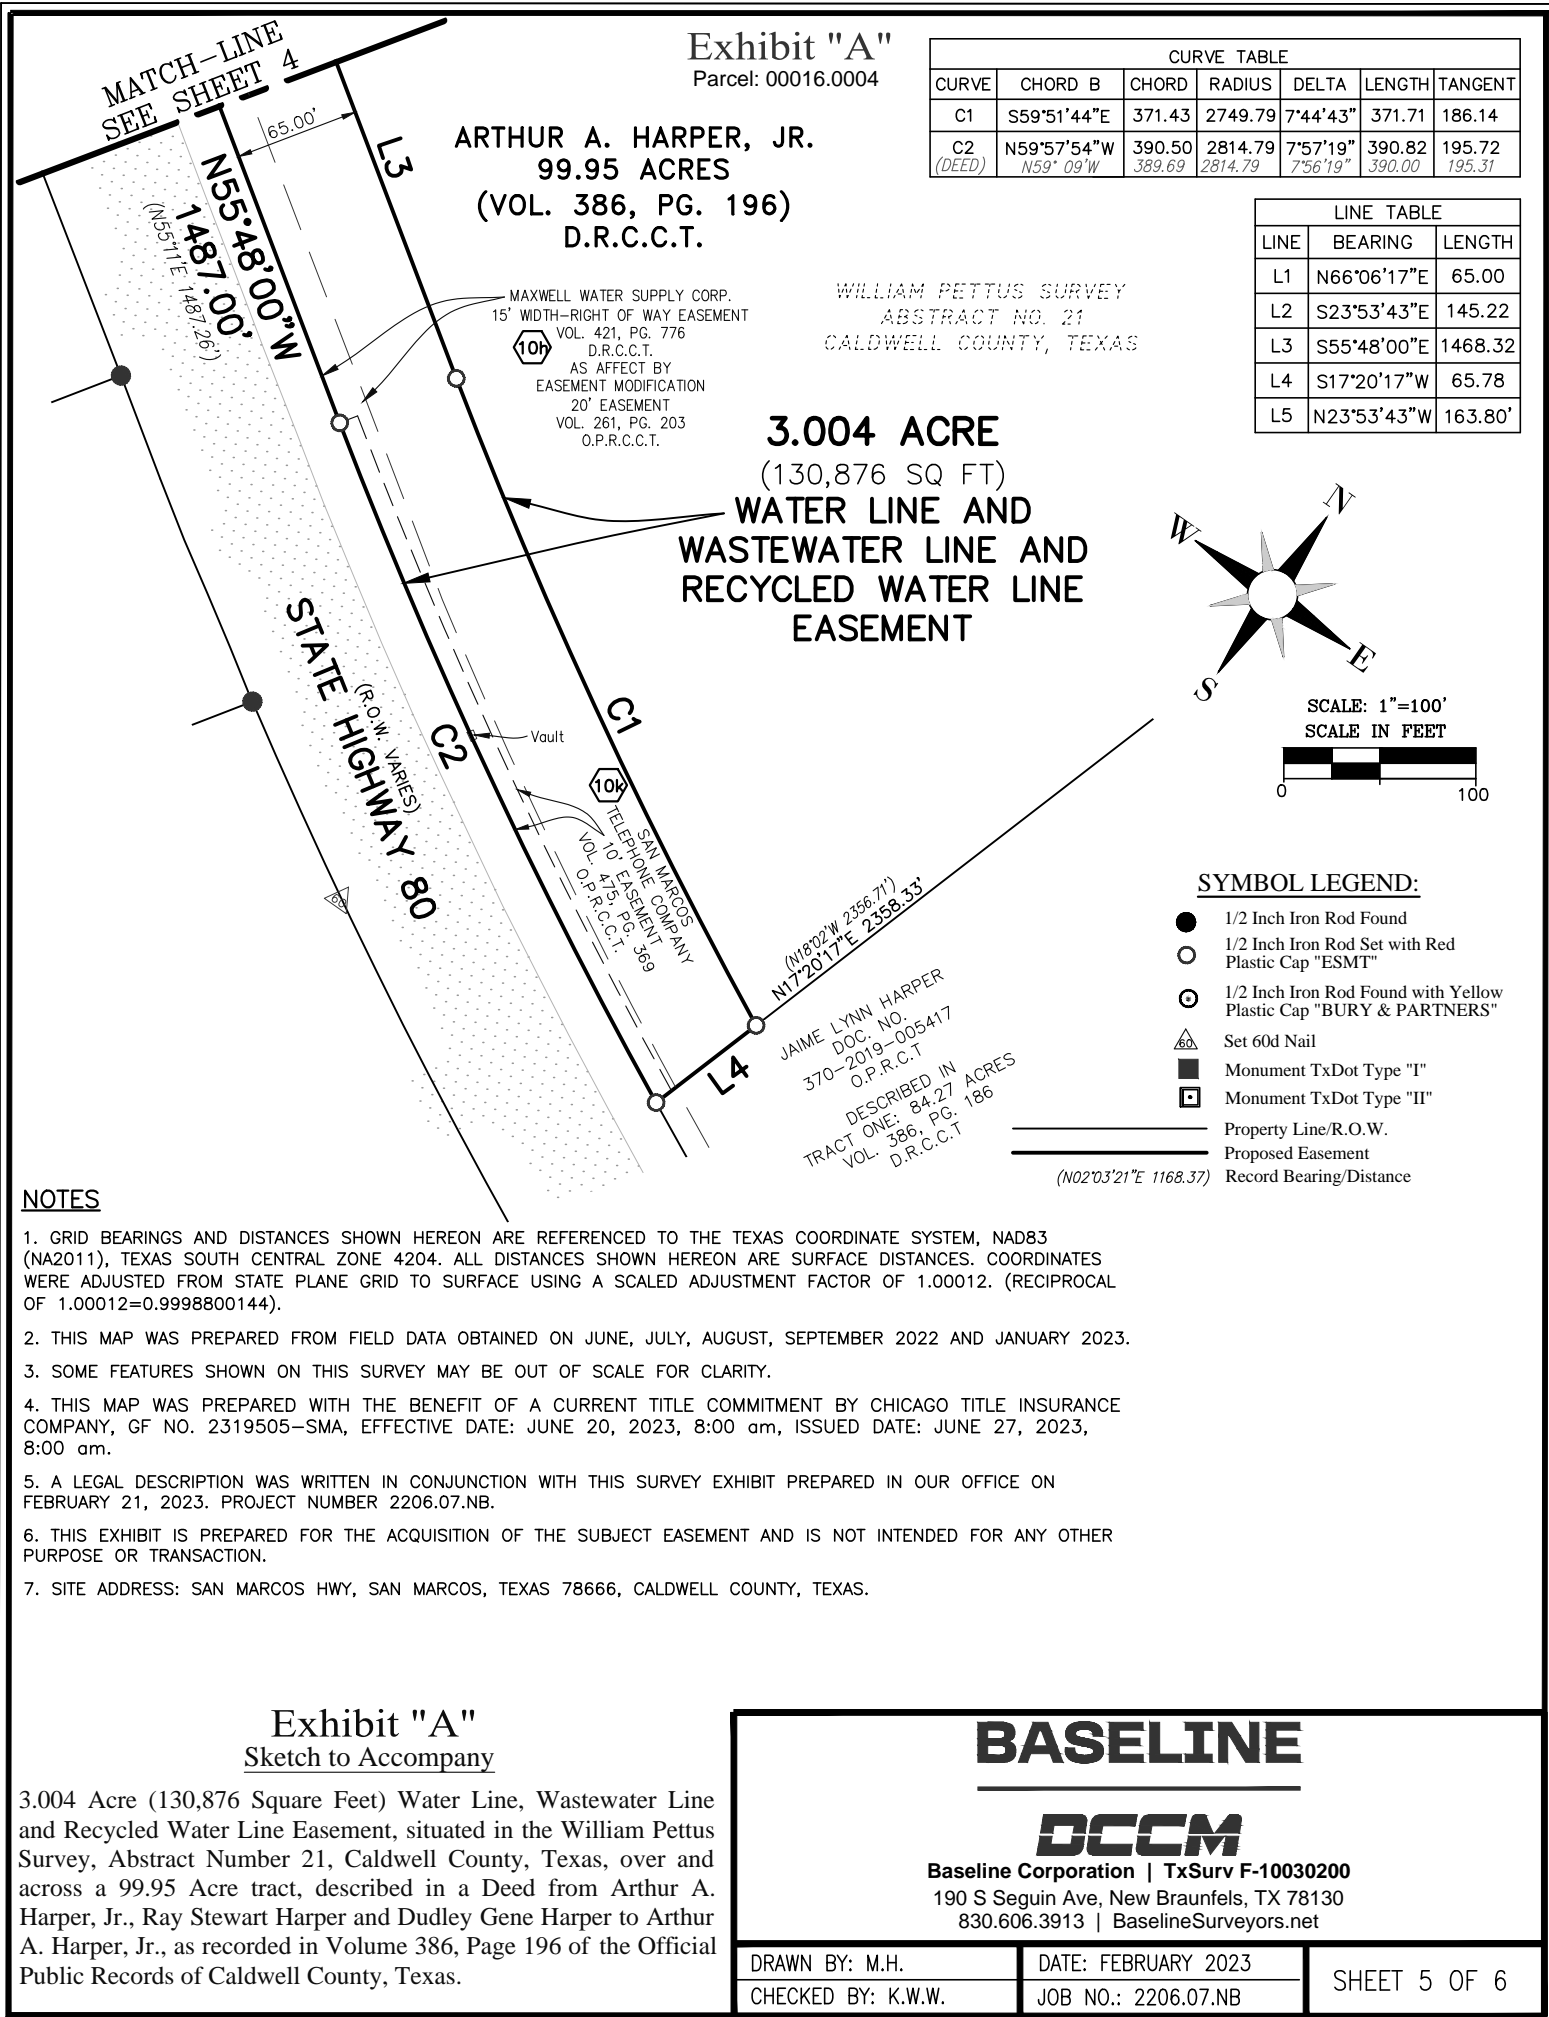 Exhibit "A"
Parcel: 00016.0004
MATCH-LINE
SEE SHEET 4
65.00'
L3
ARTHUR A. HARPER, JR.
99.95 ACRES
(VOL. 386, PG. 196)
D.R.C.C.T.
CURVE TABLE
CURVE CHORD B CHORD RADIUS DELTA LENGTH TANGENT
C1 S59°51'44"E 371.43 2749.79 7°44'43" 371.71 186.14
C2 N59°57'54"W 390.50 2814.79 7°57'19" 390.82 195.72
(DEED) N59° 09'W 389.69 2814.79 7°56'19" 390.00 195.31
LINE TABLE
LINE BEARING LENGTH
L1 N66°06'17"E 65.00
L2 S23°53'43"E 145.22
L3 S55°48'00"E 1468.32
L4 S17°20'17"W 65.78
L5 N23°53'43"W 163.80'
N55°48'00"W
1487.00'
(N55°11'E 1487.26')
MAXWELL WATER SUPPLY CORP.
15' WIDTH-RIGHT OF WAY EASEMENT
VOL. 421, PG. 776
10h
D.R.C.C.T.
AS AFFECT BY
EASEMENT MODIFICATION
20' EASEMENT
VOL. 261, PG. 203
O.P.R.C.C.T.
WILLIAM PETTUS SURVEY
ABSTRACT NO. 21
CALDWELL COUNTY, TEXAS
3.004 ACRE
(130,876 SQ FT)
WATER LINE AND
WASTEWATER LINE AND
RECYCLED WATER LINE
EASEMENT
N
W
E
S
SCALE: 1"=100'
SCALE IN FEET
0 100
STATE HIGHWAY 80
(R.O.W. VARIES)
C2
C1
Vault
10k
SAN MARCOS
TELEPHONE COMPANY
10' EASEMENT
VOL. 475, PG. 369
O.P.R.C.C.T.
60
(N18°02'W 2356.71')
N17°20'17"E 2358.33'
L4
JAIME LYNN HARPER
DOC. NO.
370-2019-005417
O.P.R.C.T
DESCRIBED IN
TRACT ONE: 84.27 ACRES
VOL. 386, PG. 186
D.R.C.C.T
SYMBOL LEGEND:
1/2 Inch Iron Rod Found
1/2 Inch Iron Rod Set with Red
Plastic Cap "ESMT"
1/2 Inch Iron Rod Found with Yellow
Plastic Cap "BURY & PARTNERS"
60 Set 60d Nail
Monument TxDot Type "I"
Monument TxDot Type "II"
Property Line/R.O.W.
Proposed Easement
(N02°03'21"E 1168.37) Record Bearing/Distance
NOTES
1. GRID BEARINGS AND DISTANCES SHOWN HEREON ARE REFERENCED TO THE TEXAS COORDINATE SYSTEM, NAD83
(NA2011), TEXAS SOUTH CENTRAL ZONE 4204. ALL DISTANCES SHOWN HEREON ARE SURFACE DISTANCES. COORDINATES
WERE ADJUSTED FROM STATE PLANE GRID TO SURFACE USING A SCALED ADJUSTMENT FACTOR OF 1.00012. (RECIPROCAL
OF 1.00012=0.9998800144).
2. THIS MAP WAS PREPARED FROM FIELD DATA OBTAINED ON JUNE, JULY, AUGUST, SEPTEMBER 2022 AND JANUARY 2023.
3. SOME FEATURES SHOWN ON THIS SURVEY MAY BE OUT OF SCALE FOR CLARITY.
4. THIS MAP WAS PREPARED WITH THE BENEFIT OF A CURRENT TITLE COMMITMENT BY CHICAGO TITLE INSURANCE
COMPANY, GF NO. 2319505-SMA, EFFECTIVE DATE: JUNE 20, 2023, 8:00 am, ISSUED DATE: JUNE 27, 2023,
8:00 am.
5. A LEGAL DESCRIPTION WAS WRITTEN IN CONJUNCTION WITH THIS SURVEY EXHIBIT PREPARED IN OUR OFFICE ON
FEBRUARY 21, 2023. PROJECT NUMBER 2206.07.NB.
6. THIS EXHIBIT IS PREPARED FOR THE ACQUISITION OF THE SUBJECT EASEMENT AND IS NOT INTENDED FOR ANY OTHER
PURPOSE OR TRANSACTION.
7. SITE ADDRESS: SAN MARCOS HWY, SAN MARCOS, TEXAS 78666, CALDWELL COUNTY, TEXAS.
Exhibit "A"
Sketch to Accompany
3.004 Acre (130,876 Square Feet) Water Line, Wastewater Line
and Recycled Water Line Easement, situated in the William Pettus
Survey, Abstract Number 21, Caldwell County, Texas, over and
across a 99.95 Acre tract, described in a Deed from Arthur A.
Harper, Jr., Ray Stewart Harper and Dudley Gene Harper to Arthur
A. Harper, Jr., as recorded in Volume 386, Page 196 of the Official
Public Records of Caldwell County, Texas.
BASELINE
DCCM
Baseline Corporation | TxSurv F-10030200
190 S Seguin Ave, New Braunfels, TX 78130
830.606.3913 | BaselineSurveyors.net
DRAWN BY: M.H.
CHECKED BY: K.W.W.
DATE: FEBRUARY 2023
JOB NO.: 2206.07.NB
SHEET 5 OF 6